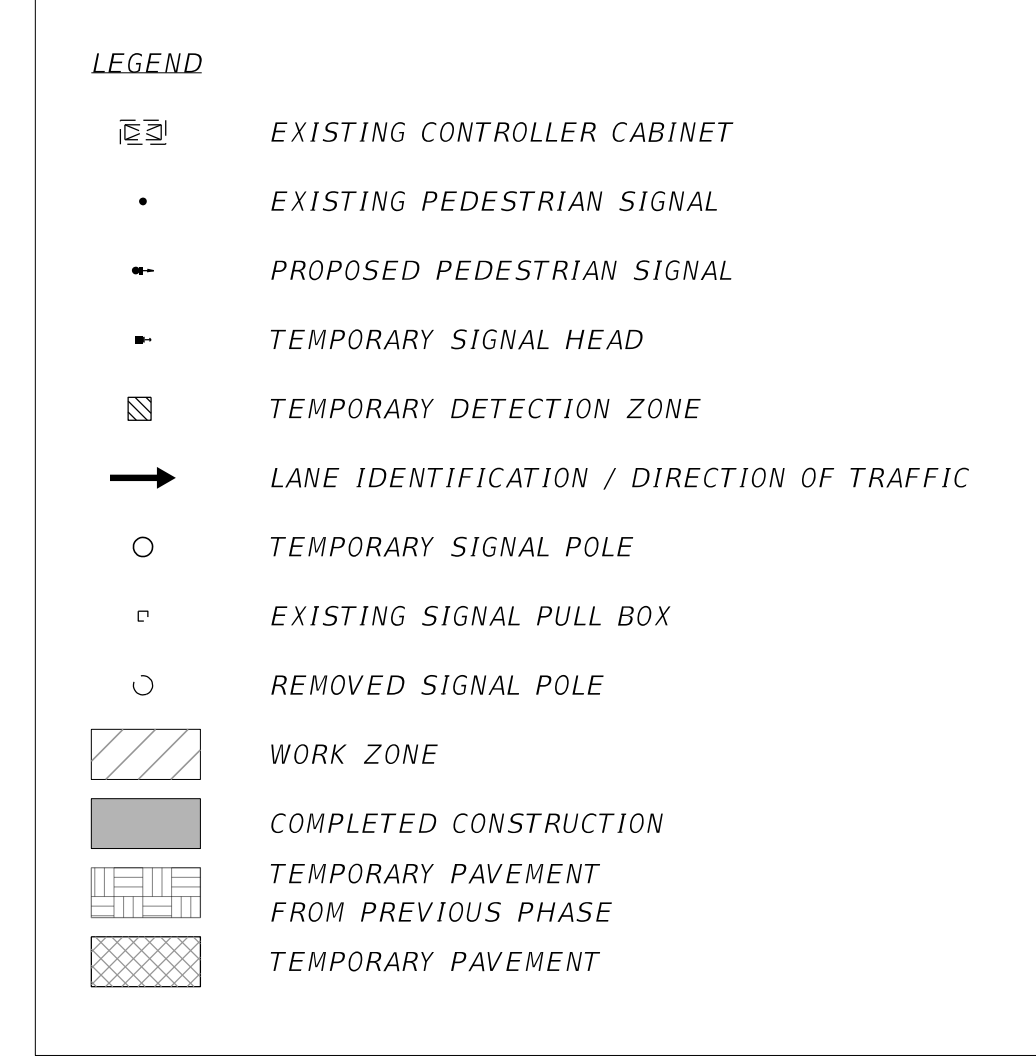 LEGEND
EXISTING CONTROLLER CABINET
EXISTING PEDESTRIAN SIGNAL
PROPOSED PEDESTRIAN SIGNAL
TEMPORARY SIGNAL HEAD
TEMPORARY DETECTION ZONE
LANE IDENTIFICATION / DIRECTION OF TRAFFIC
TEMPORARY SIGNAL POLE
EXISTING SIGNAL PULL BOX
REMOVED SIGNAL POLE
WORK ZONE
COMPLETED CONSTRUCTION
TEMPORARY PAVEMENT
FROM PREVIOUS PHASE
TEMPORARY PAVEMENT